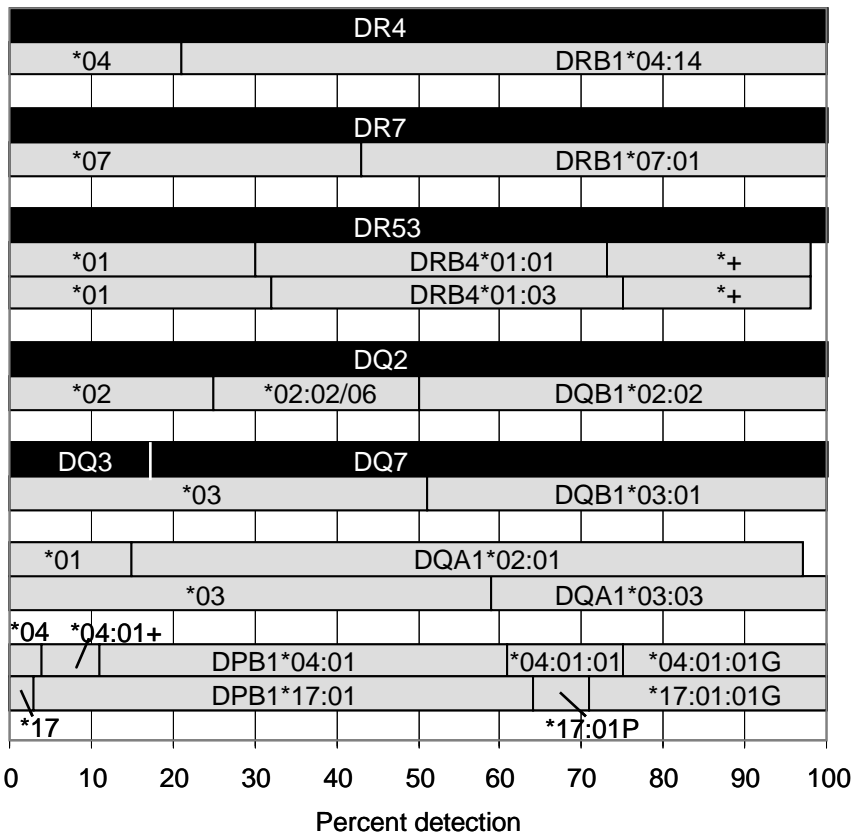 DR4
*04 DRB1*04:14
DR7
*07 DRB1*07:01
DR53
*01 DRB4*01:01 *+
*01 DRB4*01:03 *+
DQ2
*02 *02:02/06 DQB1*02:02
DQ3 DQ7
*03 DQB1*03:01
*01 DQA1*02:01
*03 DQA1*03:03
*04 *04:01+
DPB1*04:01 *04:01:01 *04:01:01G
DPB1*17:01 *17:01:01G
*17 *17:01P
0 10 20 30 40 50 60 70 80 90 100
Percent detection